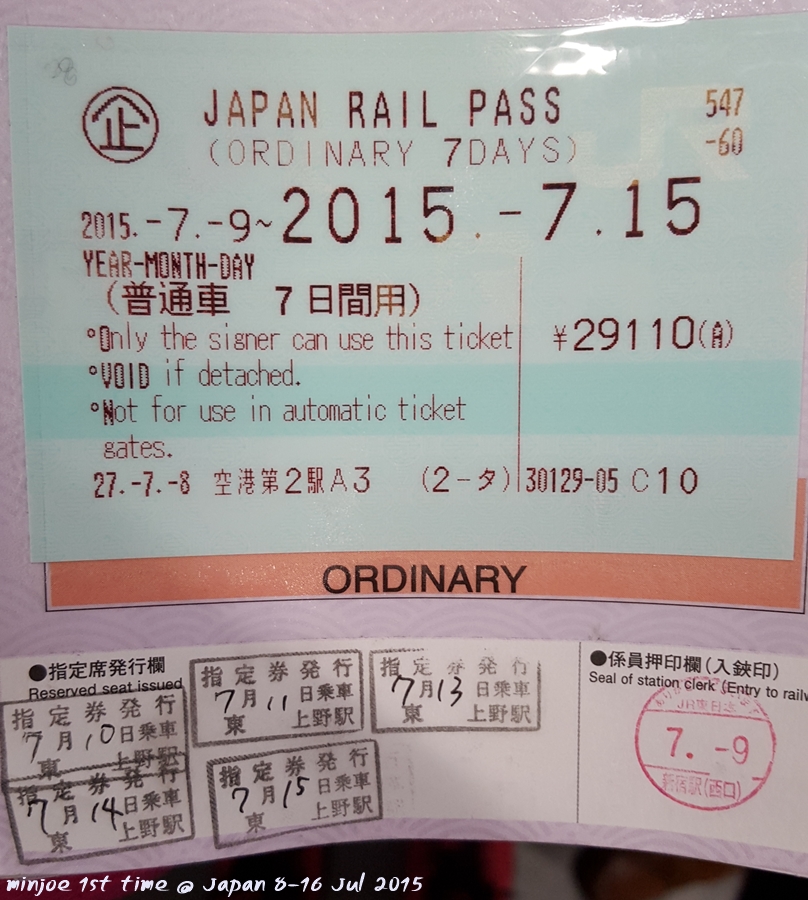 企 JAPAN RAIL PASS 547
(ORDINARY 7DAYS) -60
2015.-7.-9~2015.-7.15
YEAR-MONTH-DAY
(普通車 7日間用)
°Only the signer can use this ticket ¥29110(A)
°VOID if detached.
°Not for use in automatic ticket
gates.
27.-7.-8 空港第2駅A3 (2-タ) 30129-05 C10
ORDINARY
●指定席発行欄
Reserved seat issued
指定券発行
7月10日乗車
東 上野駅
指定券発行
7月11日乗車
東 上野駅
指定券発行
7月13日乗車
東 上野駅
指定券発行
7月14日乗車
東 上野駅
指定券発行
7月15日乗車
東 上野駅
●係員押印欄(入鋏印)
Seal of station clerk (Entry to
JR東日本
7. -9
(西口)
minjoe 1st time @ Japan 8-16 Jul 2015